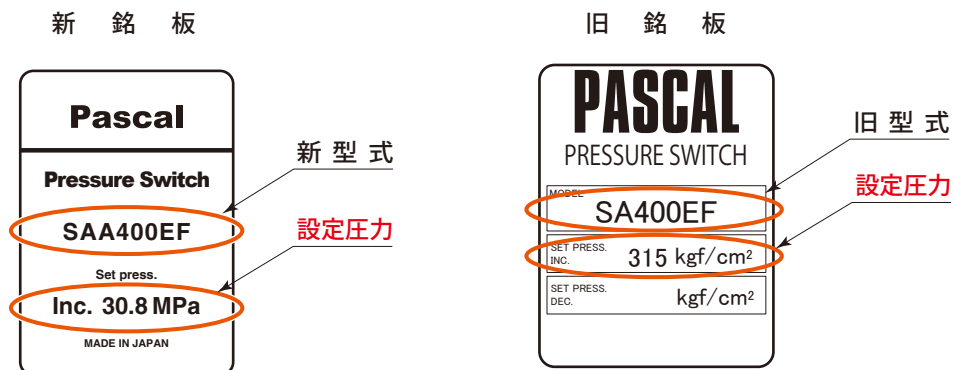 新銘板
Pascal
Pressure Switch
SAA400EF
Set press.
Inc. 30.8 MPa
MADE IN JAPAN
新型式
設定圧力
旧銘板
PASCAL
PRESSURE SWITCH
MODEL
SA400EF
SET PRESS.
INC.
315 kgf/cm²
SET PRESS.
DEC.
kgf/cm²
旧型式
設定圧力